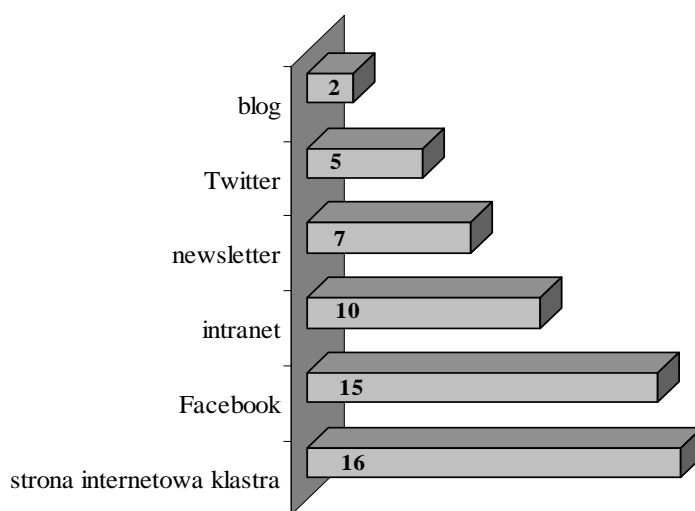 2
blog
5
Twitter
7
newsletter
10
intranet
15
Facebook
16
strona internetowa klastra